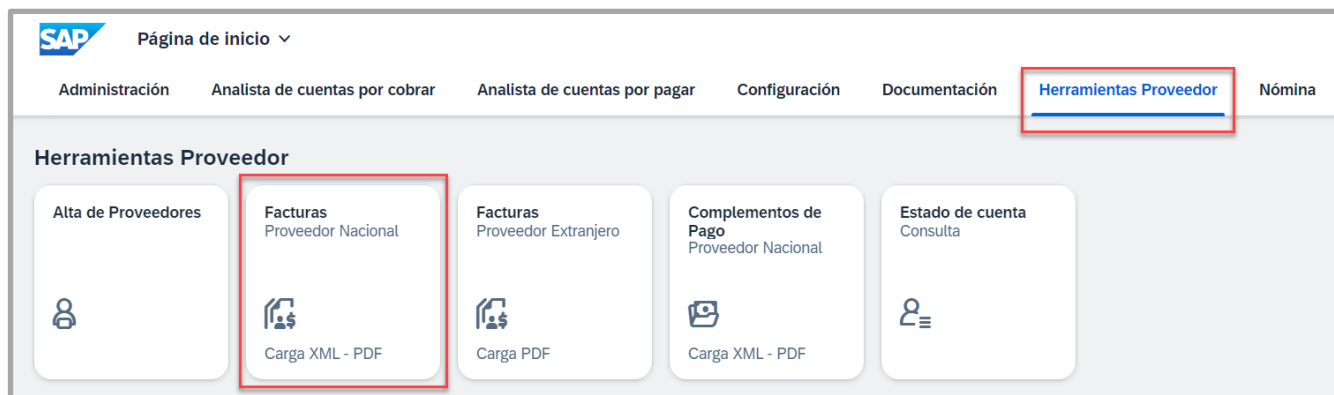 SAP
Página de inicio
Administración Analista de cuentas por cobrar Analista de cuentas por pagar Configuración Documentación Herramientas Proveedor Nómina
Herramientas Proveedor
Alta de Proveedores
Facturas
Proveedor Nacional
Carga XML - PDF
Facturas
Proveedor Extranjero
Carga PDF
Complementos de
Pago
Proveedor Nacional
Carga XML - PDF
Estado de cuenta
Consulta